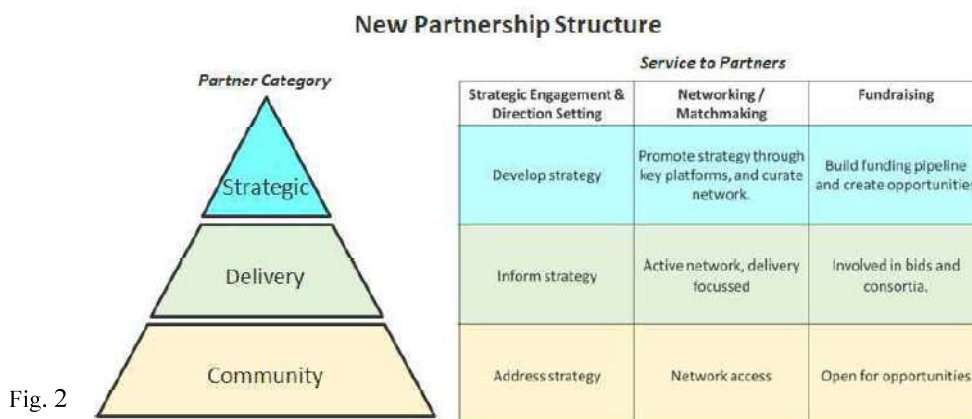 New Partnership Structure
Partner Category
Strategic
Delivery
Community
Service to Partners
Strategic Engagement &
Direction Setting
Networking /
Matchmaking
Fundraising
Develop strategy
Promote strategy through
key platforms, and curate
network.
Build funding pipeline
and create opportunities
Inform strategy
Active network, delivery
focussed
Involved in bids and
consortia.
Address strategy
Network access
Open for opportunities
Fig. 2